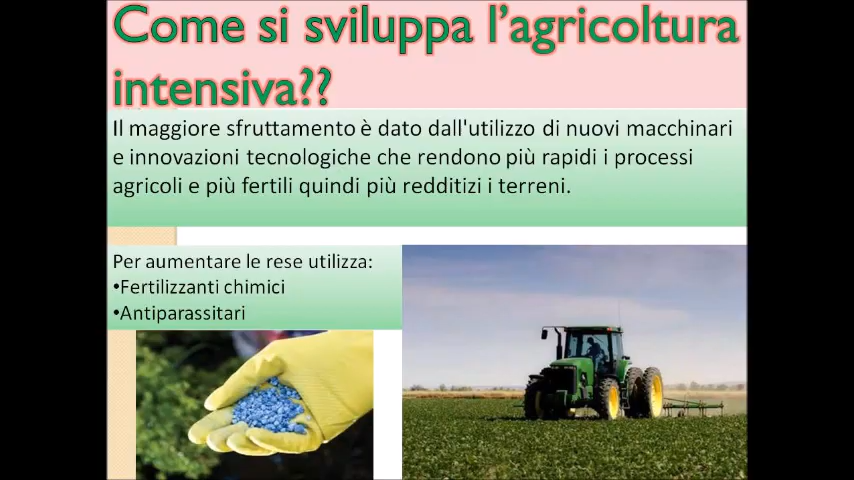 Come si sviluppa l’agricoltura
intensiva??
Il maggiore sfruttamento è dato dall'utilizzo di nuovi macchinari
e innovazioni tecnologiche che rendono più rapidi i processi
agricoli e più fertili quindi più redditizi i terreni.
Per aumentare le rese utilizza:
•Fertilizzanti chimici
•Antiparassitari